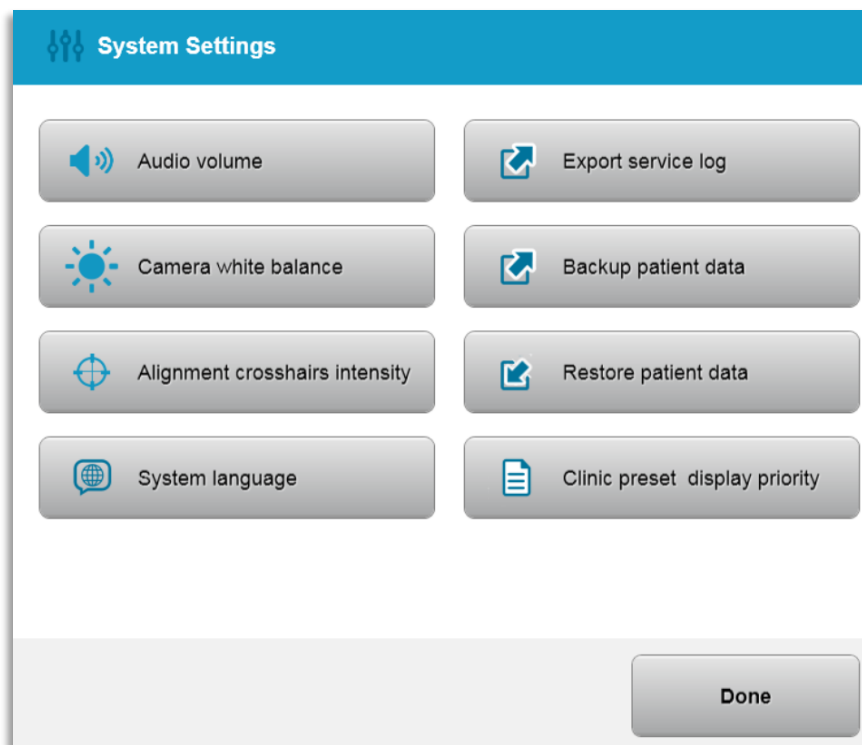 System Settings
Audio volume
Export service log
Camera white balance
Backup patient data
Alignment crosshairs intensity
Restore patient data
System language
Clinic preset  display priority
Done